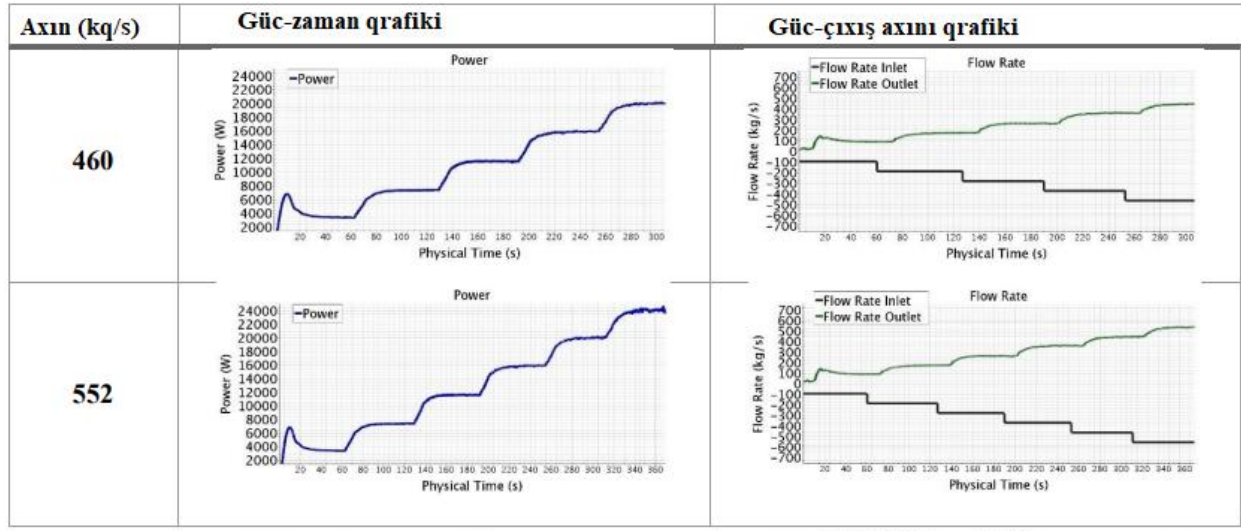 Axın (kq/s)
Güc-zaman qrafiki
Güc-çıxış axını qrafiki
460
Power
Power
Power (W)
24000
22000
20000
18000
16000
14000
12000
10000
8000
6000
4000
2000
20 40 60 80 100 120 140 160 180 200 220 240 260 280 300
Physical Time (s)
Flow Rate
Flow Rate Inlet
Flow Rate Outlet
Flow Rate (kg/s)
700
600
500
400
300
200
100
0
-100
-200
-300
-400
-500
-600
-700
20 40 60 80 100 120 140 160 180 200 220 240 260 280 300
Physical Time (s)
552
Power
Power
Power (W)
24000
22000
20000
18000
16000
14000
12000
10000
8000
6000
4000
2000
20 40 60 80 100 120 140 160 180 200 220 240 260 280 300 320 340 360
Physical Time (s)
Flow Rate
Flow Rate Inlet
Flow Rate Outlet
Flow Rate (kg/s)
700
600
500
400
300
200
100
0
-100
-200
-300
-400
-500
-600
-700
20 40 60 80 100 120 140 160 180 200 220 240 260 280 300 320 340 360
Physical Time (s)